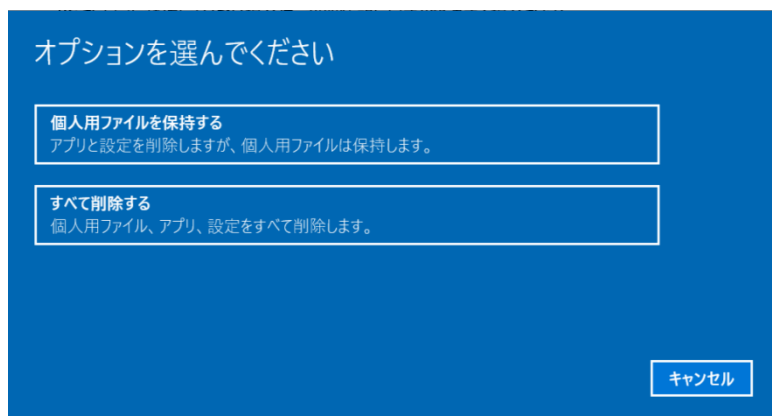 オプションを選んでください
個人用ファイルを保持する
アプリと設定を削除しますが、個人用ファイルは保持します。
すべて削除する
個人用ファイル、アプリ、設定をすべて削除します。
キャンセル